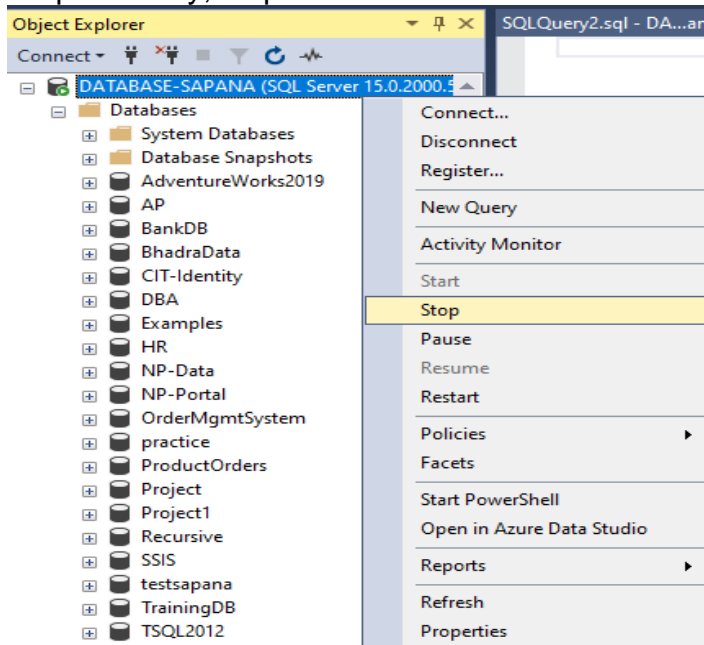 Object Explorer
SQLQuery2.sql - DA...ar
Connect
DATABASE-SAPANA (SQL Server 15.0.2000.5
Databases
System Databases
Database Snapshots
AdventureWorks2019
AP
BankDB
BhadraData
CIT-Identity
DBA
Examples
HR
NP-Data
NP-Portal
OrderMgmtSystem
practice
ProductOrders
Project
Project1
Recursive
SSIS
testsapana
TrainingDB
TSQL2012
Connect...
Disconnect
Register...
New Query
Activity Monitor
Start
Stop
Pause
Resume
Restart
Policies
Facets
Start PowerShell
Open in Azure Data Studio
Reports
Refresh
Properties